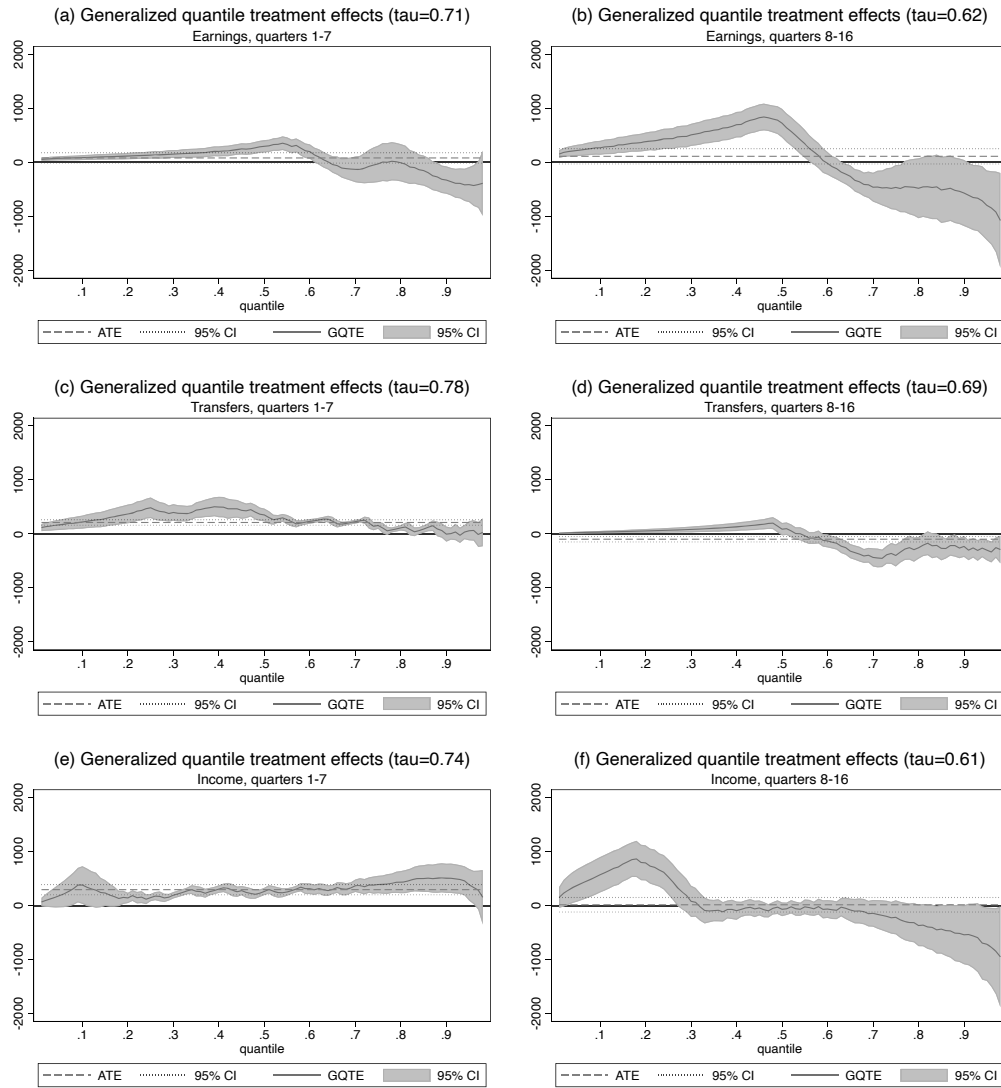 (a) Generalized quantile treatment effects (tau=0.71)
Earnings, quarters 1-7
2000
1000
0
-1000
-2000
.1 .2 .3 .4 .5 .6 .7 .8 .9
quantile
ATE 95% CI GQTE 95% CI
(b) Generalized quantile treatment effects (tau=0.62)
Earnings, quarters 8-16
2000
1000
0
-1000
-2000
.1 .2 .3 .4 .5 .6 .7 .8 .9
quantile
ATE 95% CI GQTE 95% CI
(c) Generalized quantile treatment effects (tau=0.78)
Transfers, quarters 1-7
2000
1000
0
-1000
-2000
.1 .2 .3 .4 .5 .6 .7 .8 .9
quantile
ATE 95% CI GQTE 95% CI
(d) Generalized quantile treatment effects (tau=0.69)
Transfers, quarters 8-16
2000
1000
0
-1000
-2000
.1 .2 .3 .4 .5 .6 .7 .8 .9
quantile
ATE 95% CI GQTE 95% CI
(e) Generalized quantile treatment effects (tau=0.74)
Income, quarters 1-7
2000
1000
0
-1000
-2000
.1 .2 .3 .4 .5 .6 .7 .8 .9
quantile
ATE 95% CI GQTE 95% CI
(f) Generalized quantile treatment effects (tau=0.61)
Income, quarters 8-16
2000
1000
0
-1000
-2000
.1 .2 .3 .4 .5 .6 .7 .8 .9
quantile
ATE 95% CI GQTE 95% CI